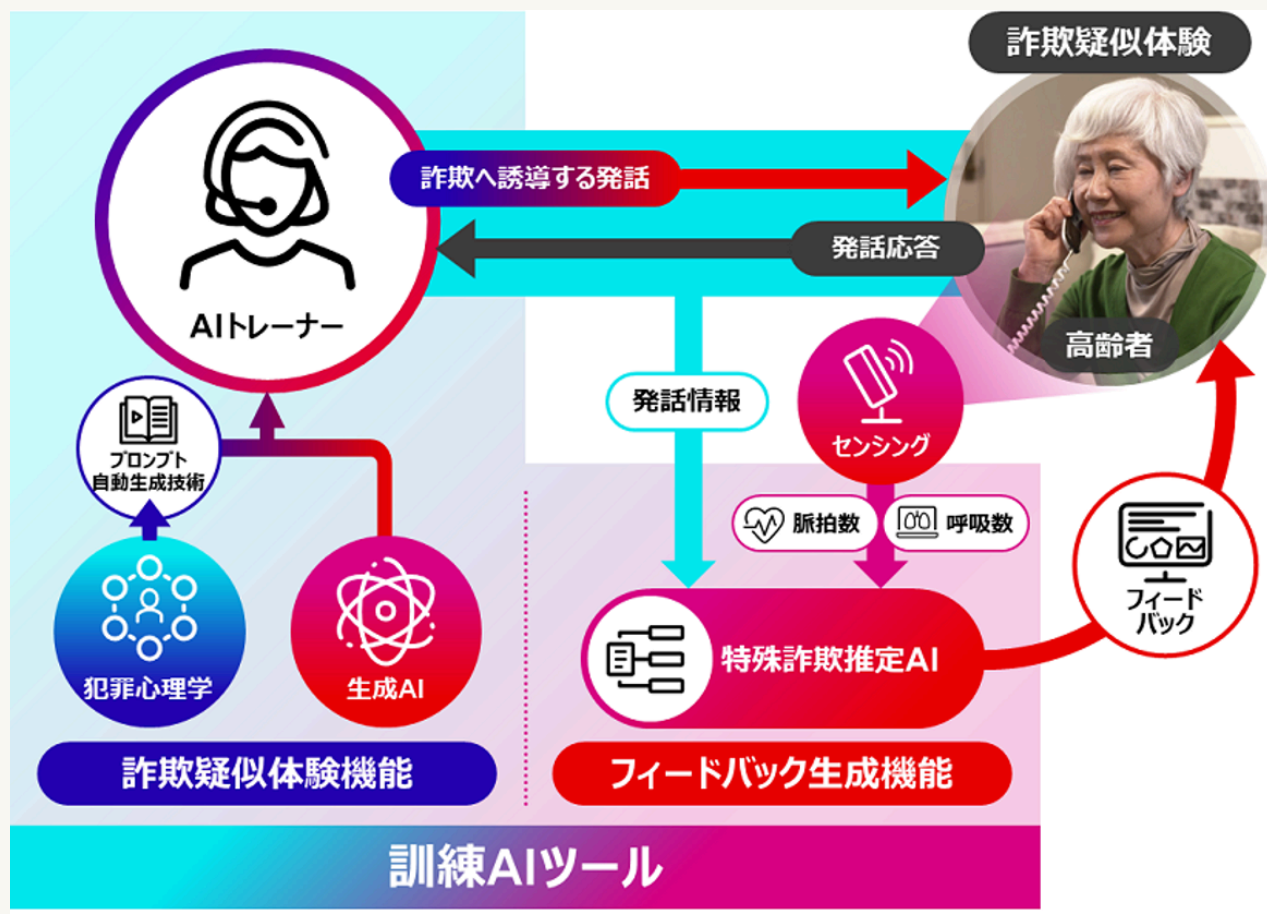 詐欺疑似体験
詐欺へ誘導する発話
発話応答
AIトレーナー
高齢者
発話情報
センシング
プロンプト
自動生成技術
脈拍数
呼吸数
フィード
バック
犯罪心理学
生成AI
特殊詐欺推定AI
詐欺疑似体験機能
フィードバック生成機能
訓練AIツール